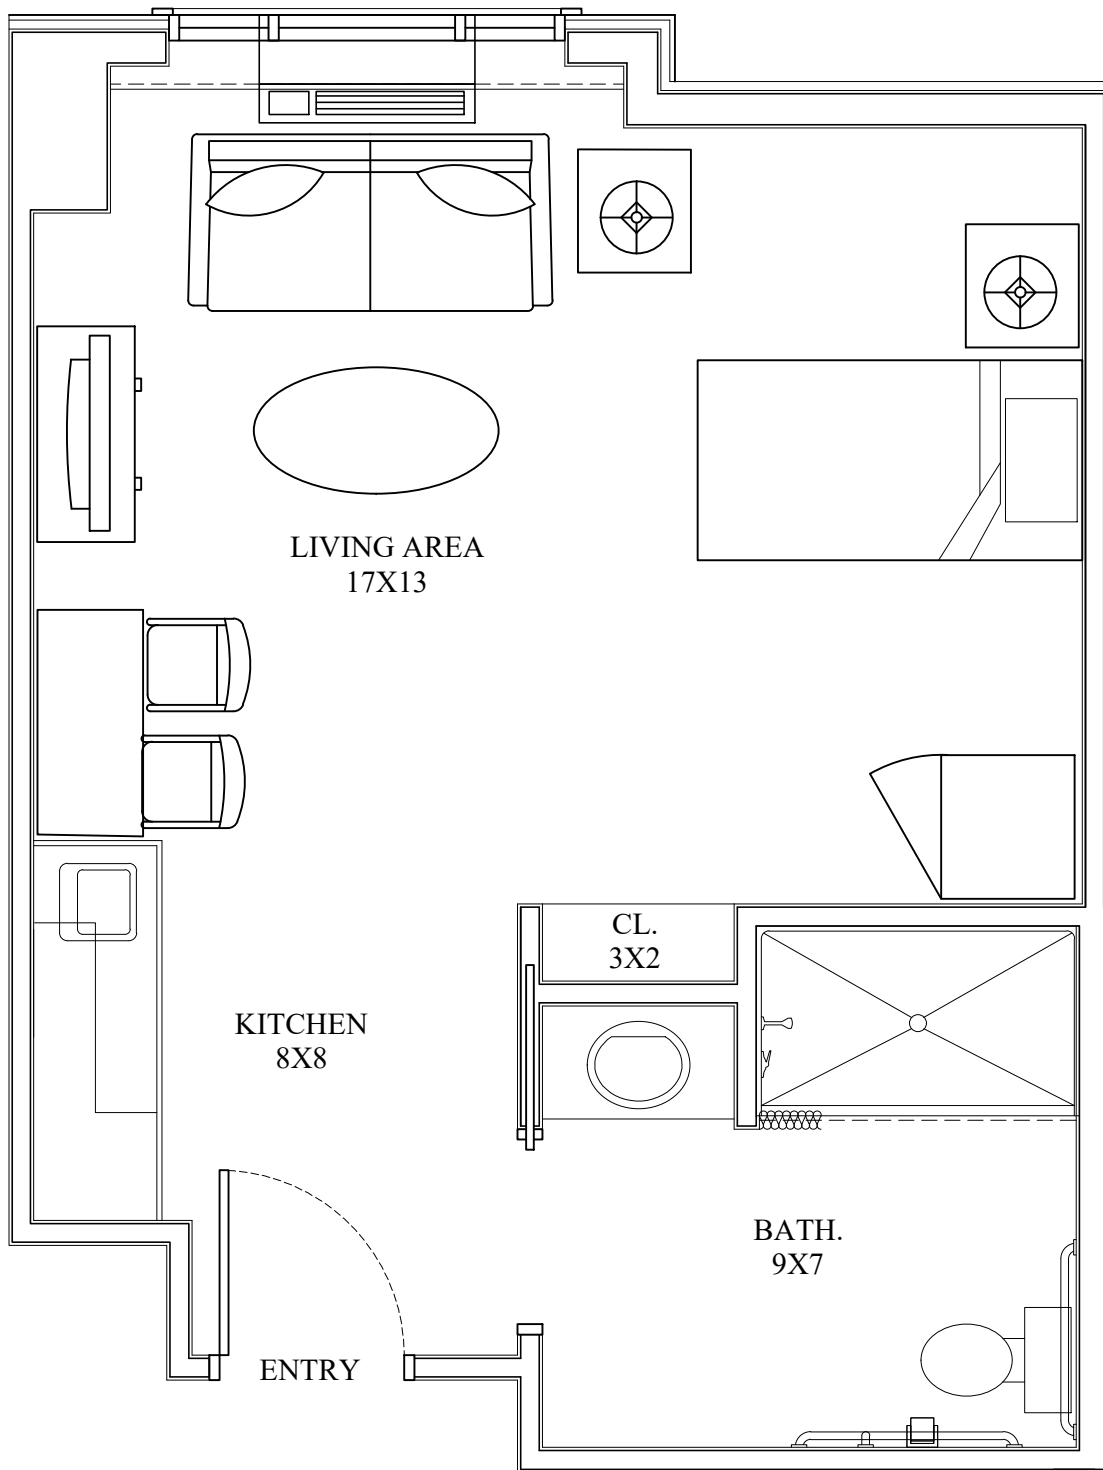 LIVING AREA
17X13
CL.
3X2
KITCHEN
8X8
BATH.
9X7
ENTRY